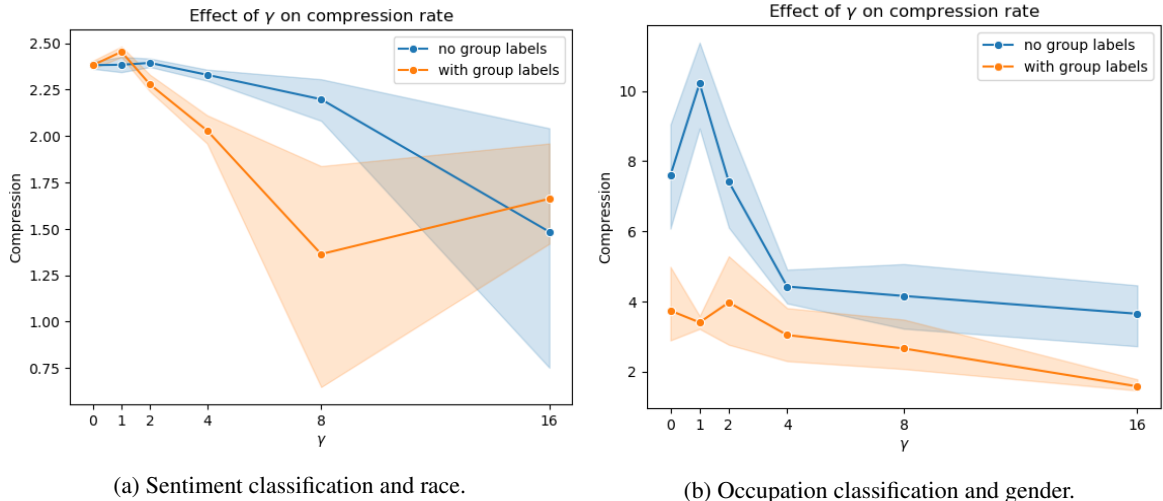 Effect of γ on compression rate
2.50
2.25
2.00
1.75
1.50
1.25
1.00
0.75
Compression
no group labels
with group labels
0 1 2 4 8 16
γ
(a) Sentiment classification and race.
Effect of γ on compression rate
10
8
6
4
2
Compression
no group labels
with group labels
0 1 2 4 8 16
γ
(b) Occupation classification and gender.